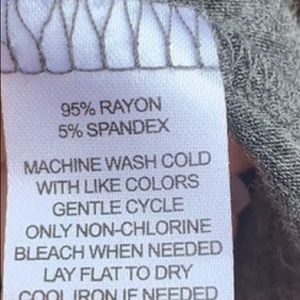 95% RAYON
5% SPANDEX
MACHINE WASH COLD
WITH LIKE COLORS
GENTLE CYCLE
ONLY NON-CHLORINE
BLEACH WHEN NEEDED
LAY FLAT TO DRY
COOL IRON IF NEEDED